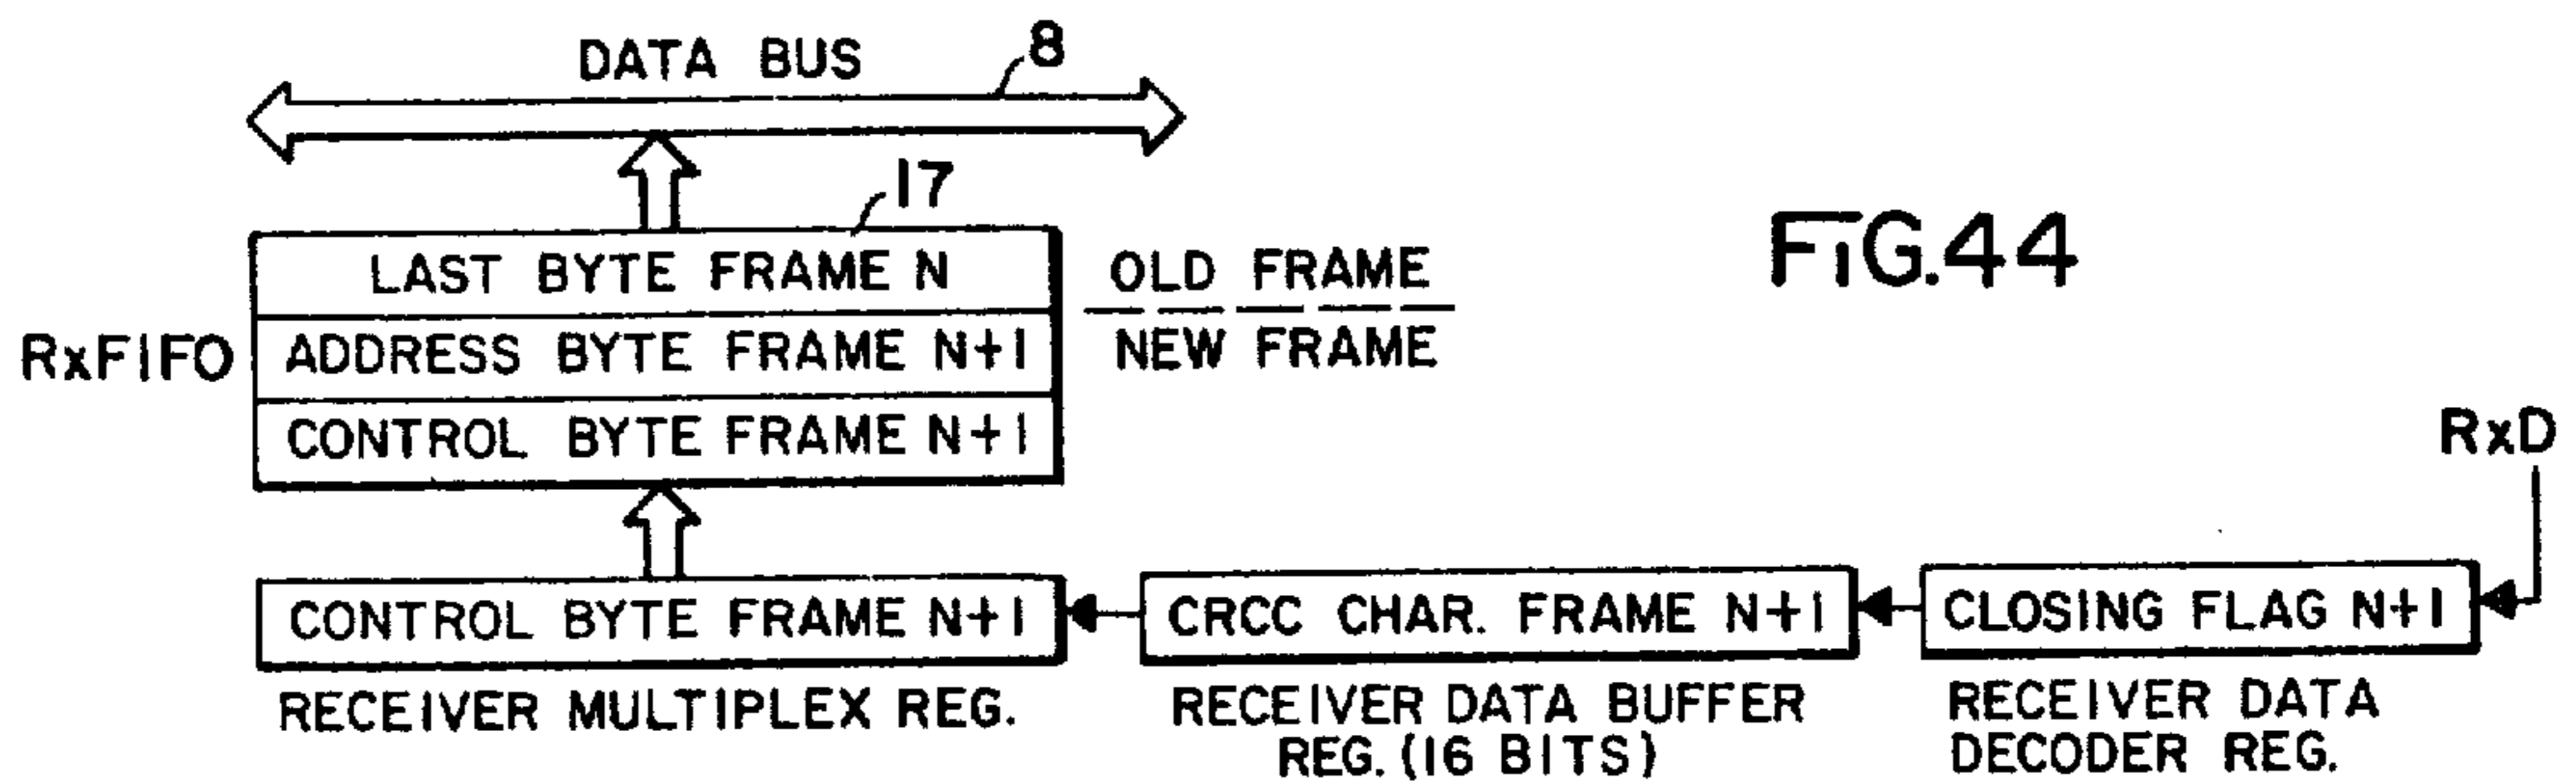 DATA BUS 8
17
LAST BYTE FRAME N
OLD FRAME
FIG.44
RxFIFO
ADDRESS BYTE FRAME N+1
NEW FRAME
CONTROL BYTE FRAME N+1
RxD
CONTROL BYTE FRAME N+1
CRCC CHAR. FRAME N+1
CLOSING FLAG N+1
RECEIVER MULTIPLEX REG.
RECEIVER DATA BUFFER
REG. (16 BITS)
RECEIVER DATA
DECODER REG.